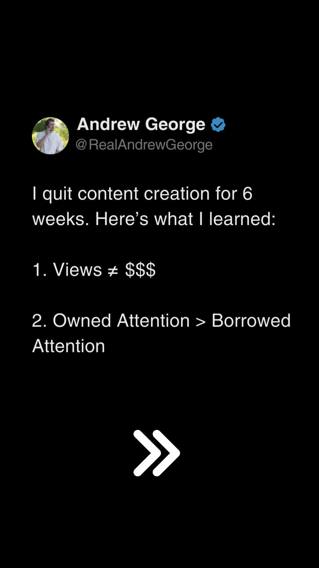 Andrew George
@RealAndrewGeorge
I quit content creation for 6
weeks. Here’s what I learned:
1. Views ≠ $$$
2. Owned Attention > Borrowed
Attention